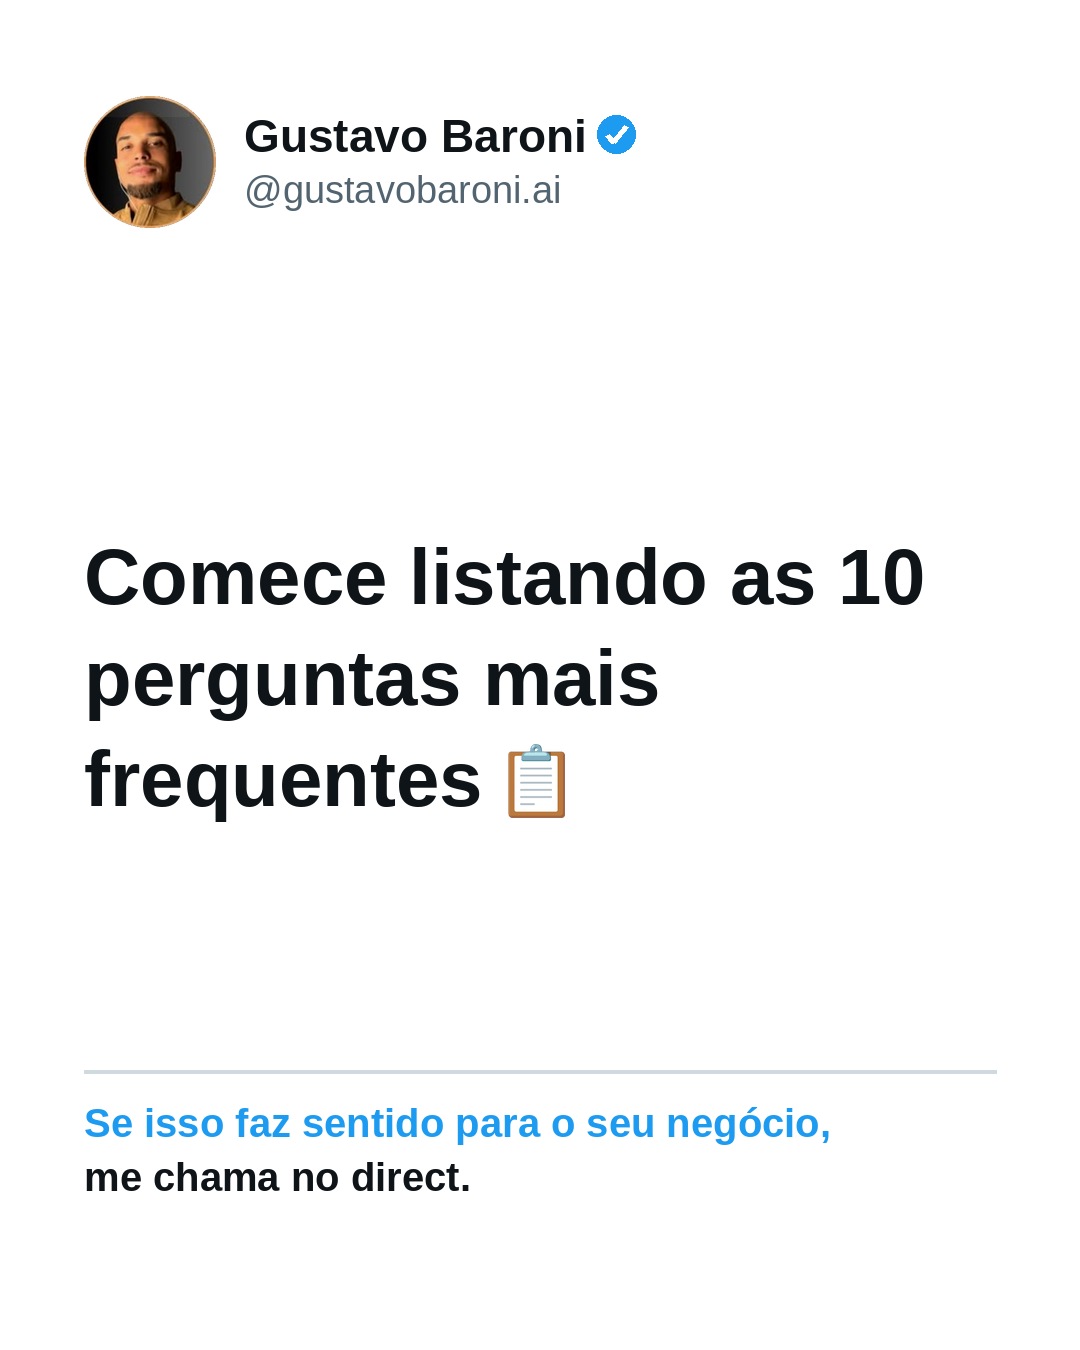 Gustavo Baroni
@gustavobaroni.ai
Comece listando as 10
perguntas mais
frequentes 📋
Se isso faz sentido para o seu negócio,
me chama no direct.